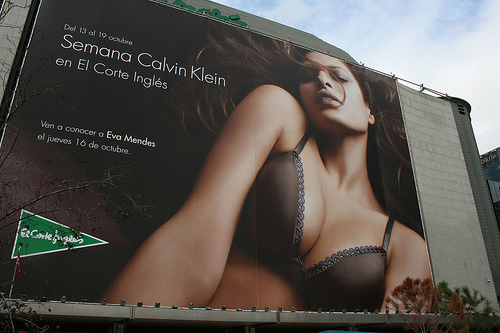 Del 13 al 19 octubre
Semana Calvin Klein
en El Corte Inglés
Ven a conocer a Eva Mendes
el jueves 16 de octubre.
El Corte Inglés